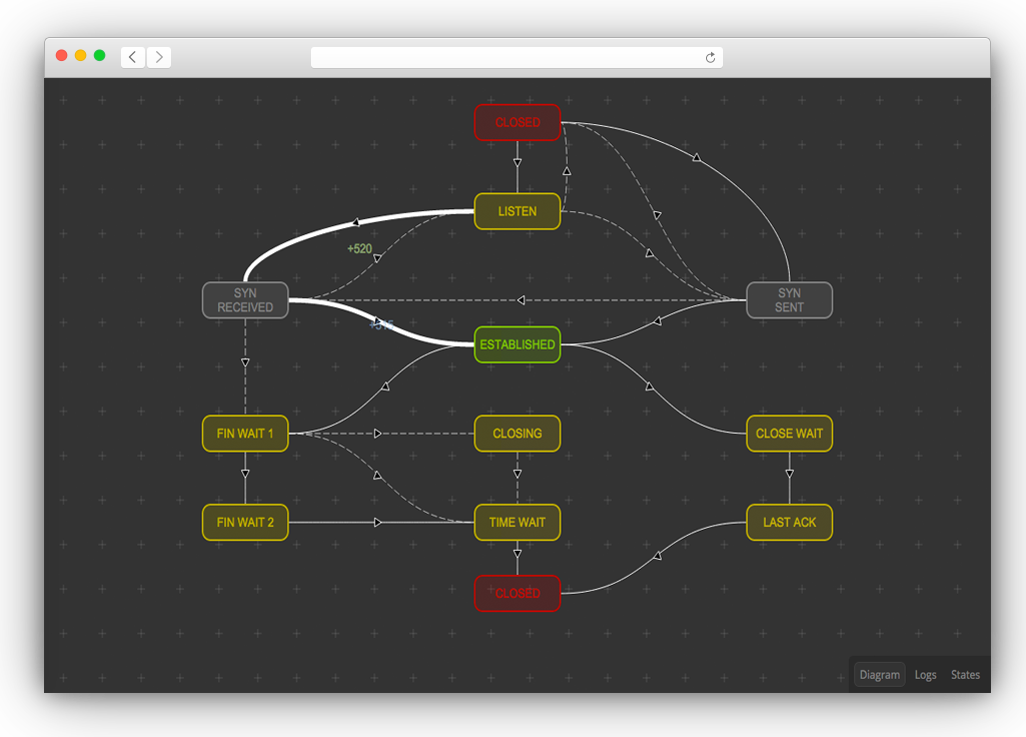 CLOSED
LISTEN
+520
SYN
RECEIVED
SYN
SENT
ESTABLISHED
FIN WAIT 1
CLOSING
CLOSE WAIT
FIN WAIT 2
TIME WAIT
LAST ACK
CLOSED
Diagram Logs States